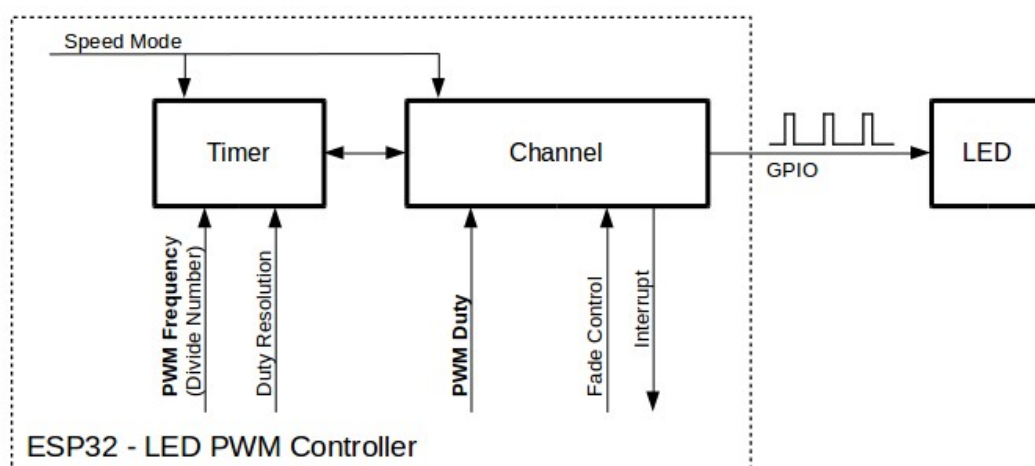 Speed Mode
Timer
Channel
GPIO
LED
PWM Frequency
(Divide Number)
Duty Resolution
PWM Duty
Fade Control
Interrupt
ESP32 - LED PWM Controller